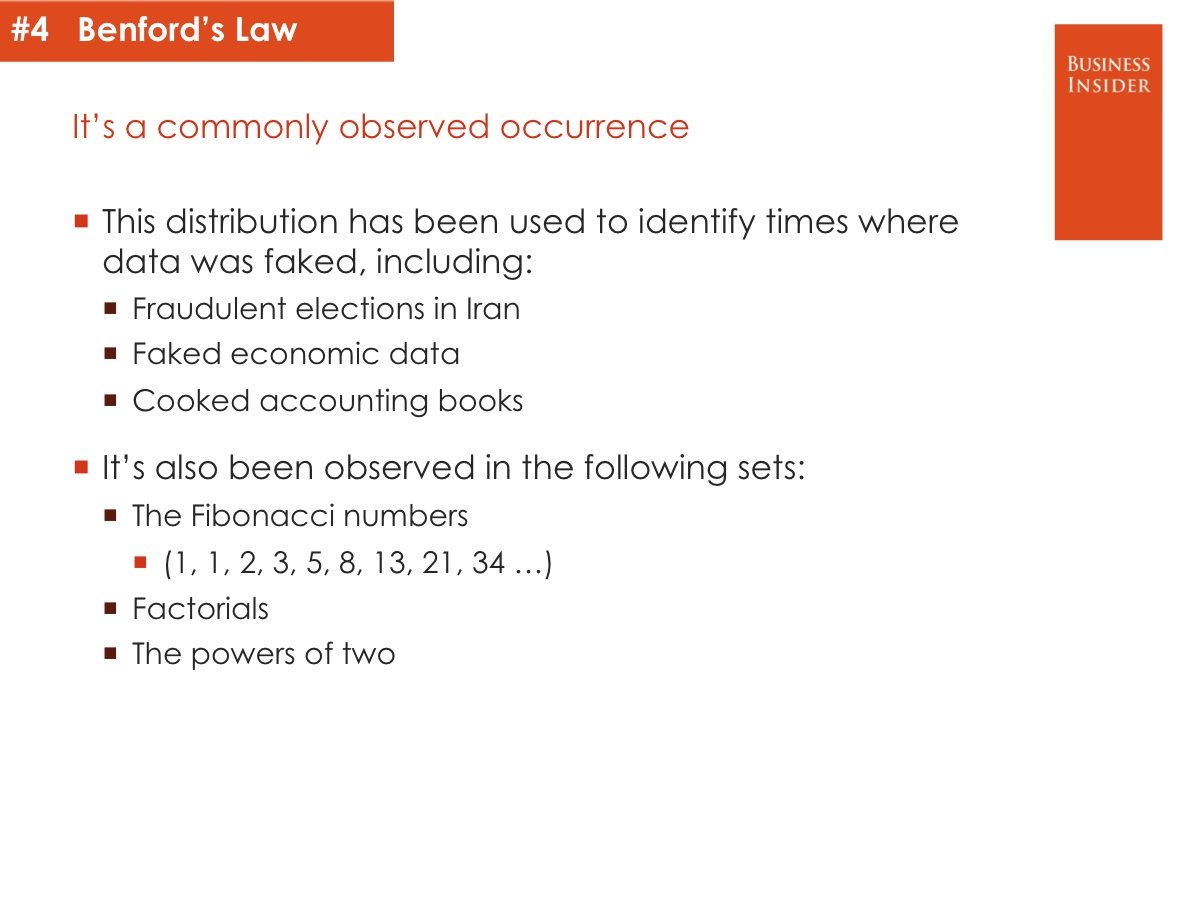 #4 Benford’s Law
BUSINESS
INSIDER
It’s a commonly observed occurrence
This distribution has been used to identify times where
data was faked, including:
Fraudulent elections in Iran
Faked economic data
Cooked accounting books
It’s also been observed in the following sets:
The Fibonacci numbers
(1, 1, 2, 3, 5, 8, 13, 21, 34 …)
Factorials
The powers of two